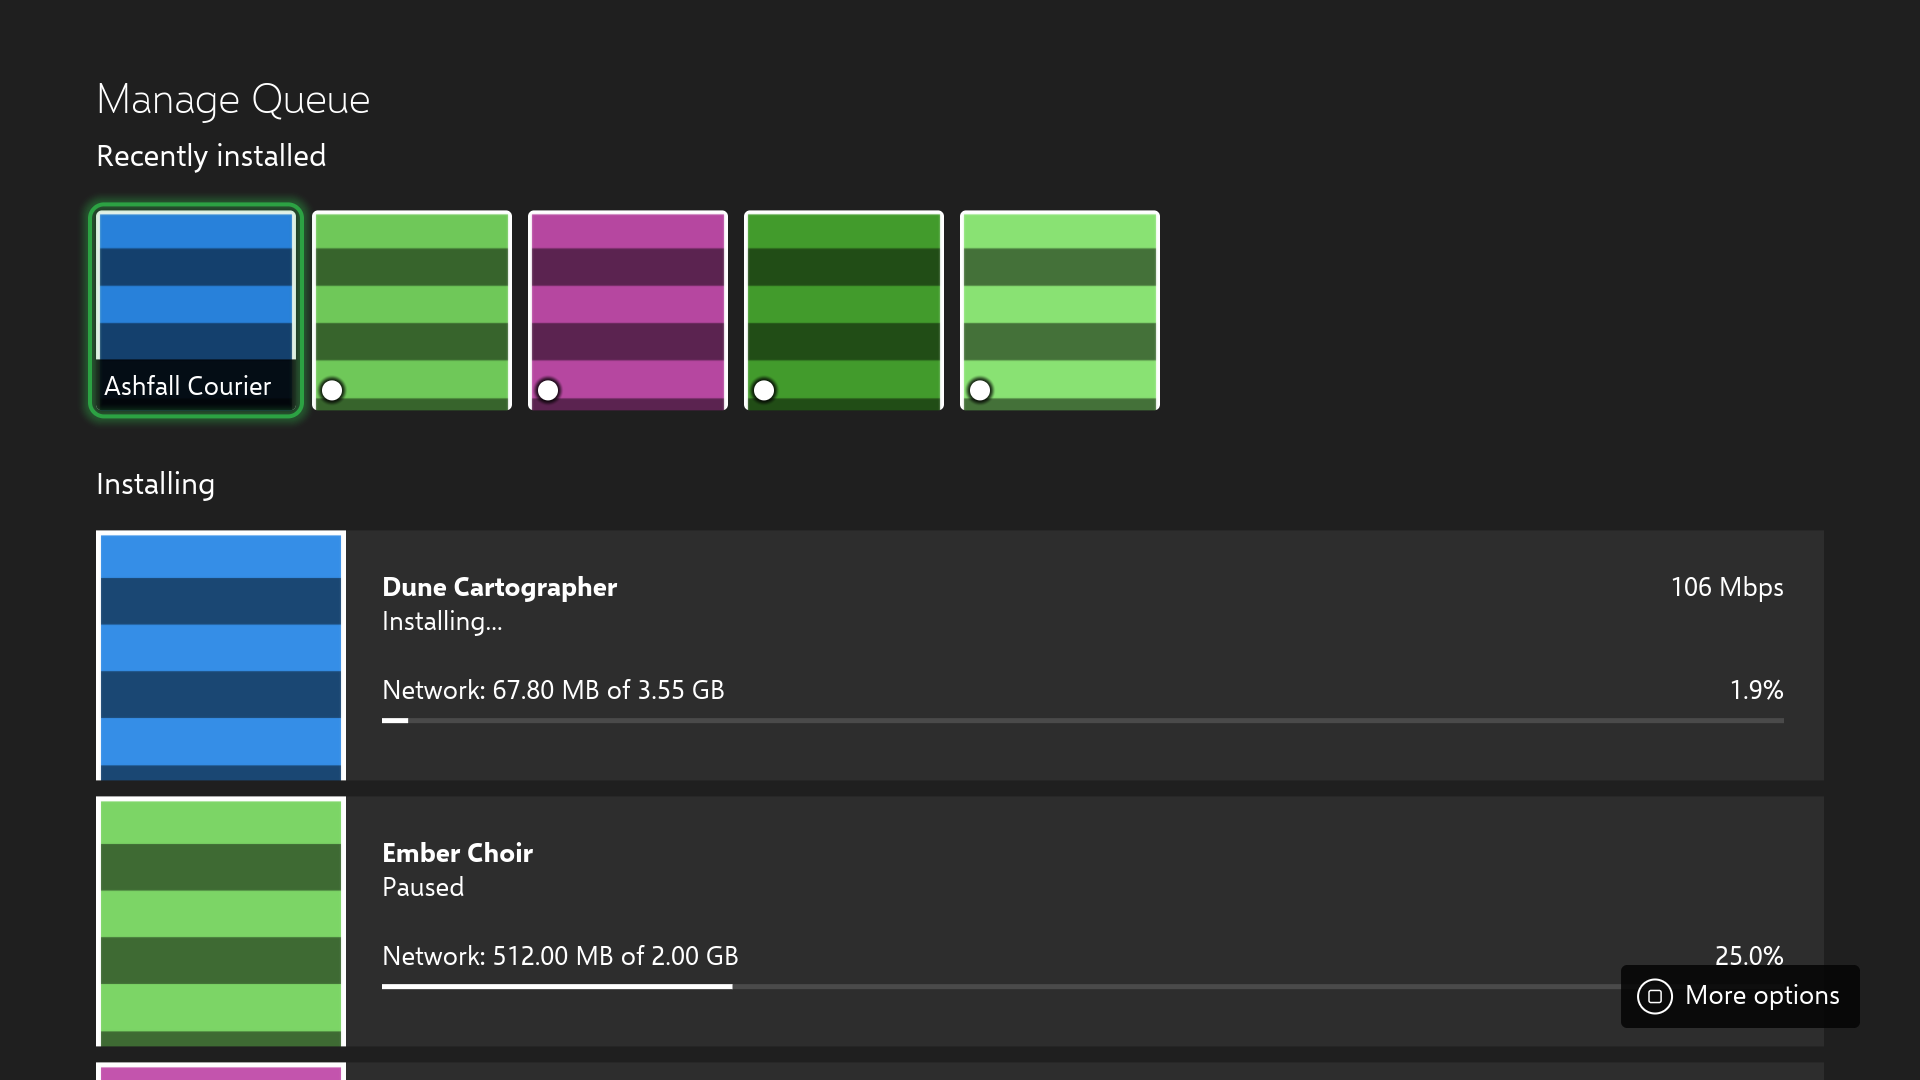 Manage Queue
Recently installed
Ashfall Courier
Installing
Dune Cartographer
106 Mbps
Installing...
Network: 67.80 MB of 3.55 GB
1.9%
Ember Choir
Paused
Network: 512.00 MB of 2.00 GB
25.0%
More options